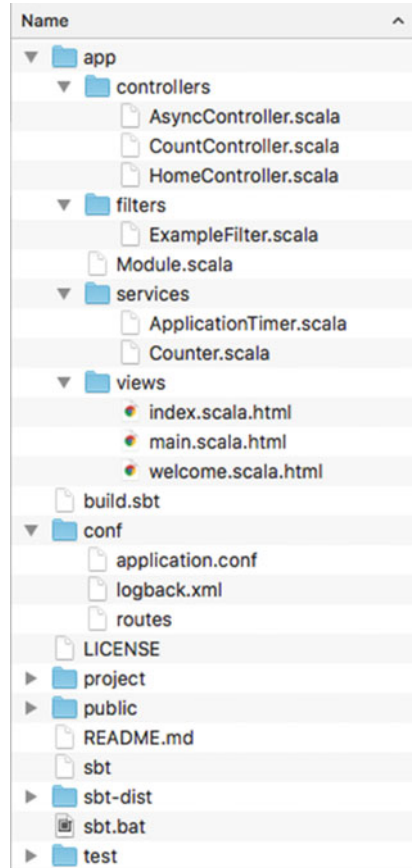 Name
app
controllers
AsyncController.scala
CountController.scala
HomeController.scala
filters
ExampleFilter.scala
Module.scala
services
ApplicationTimer.scala
Counter.scala
views
index.scala.html
main.scala.html
welcome.scala.html
build.sbt
conf
application.conf
logback.xml
routes
LICENSE
project
public
README.md
sbt
sbt-dist
sbt.bat
test